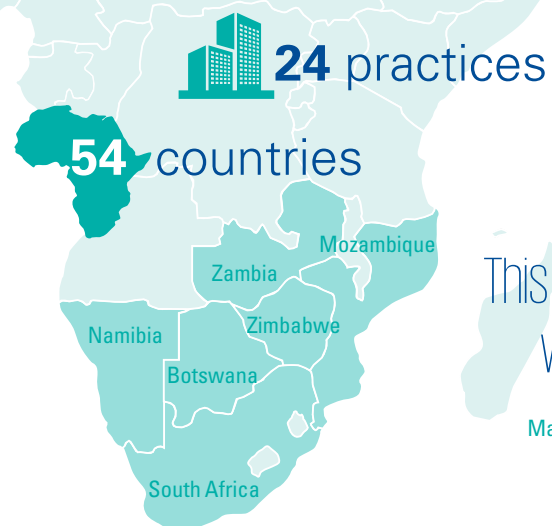 24 practices
54 countries
Mozambique
Zambia
This
Zimbabwe
Namibia
Botswana
South Africa